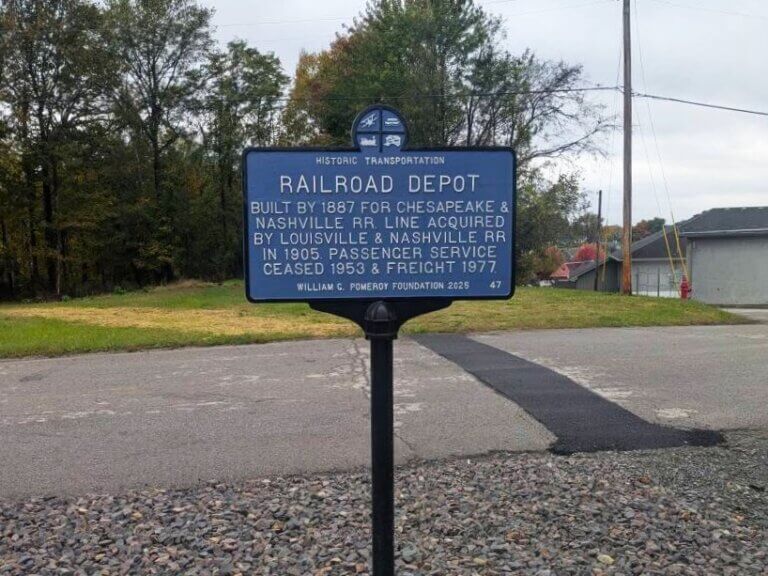 HISTORIC TRANSPORTATION
RAILROAD DEPOT
BUILT BY 1887 FOR CHESAPEAKE &
NASHVILLE RR. LINE ACQUIRED
BY LOUISVILLE & NASHVILLE RR
IN 1905. PASSENGER SERVICE
CEASED 1953 & FREIGHT 1977.
WILLIAM G. POMEROY FOUNDATION 2025 47